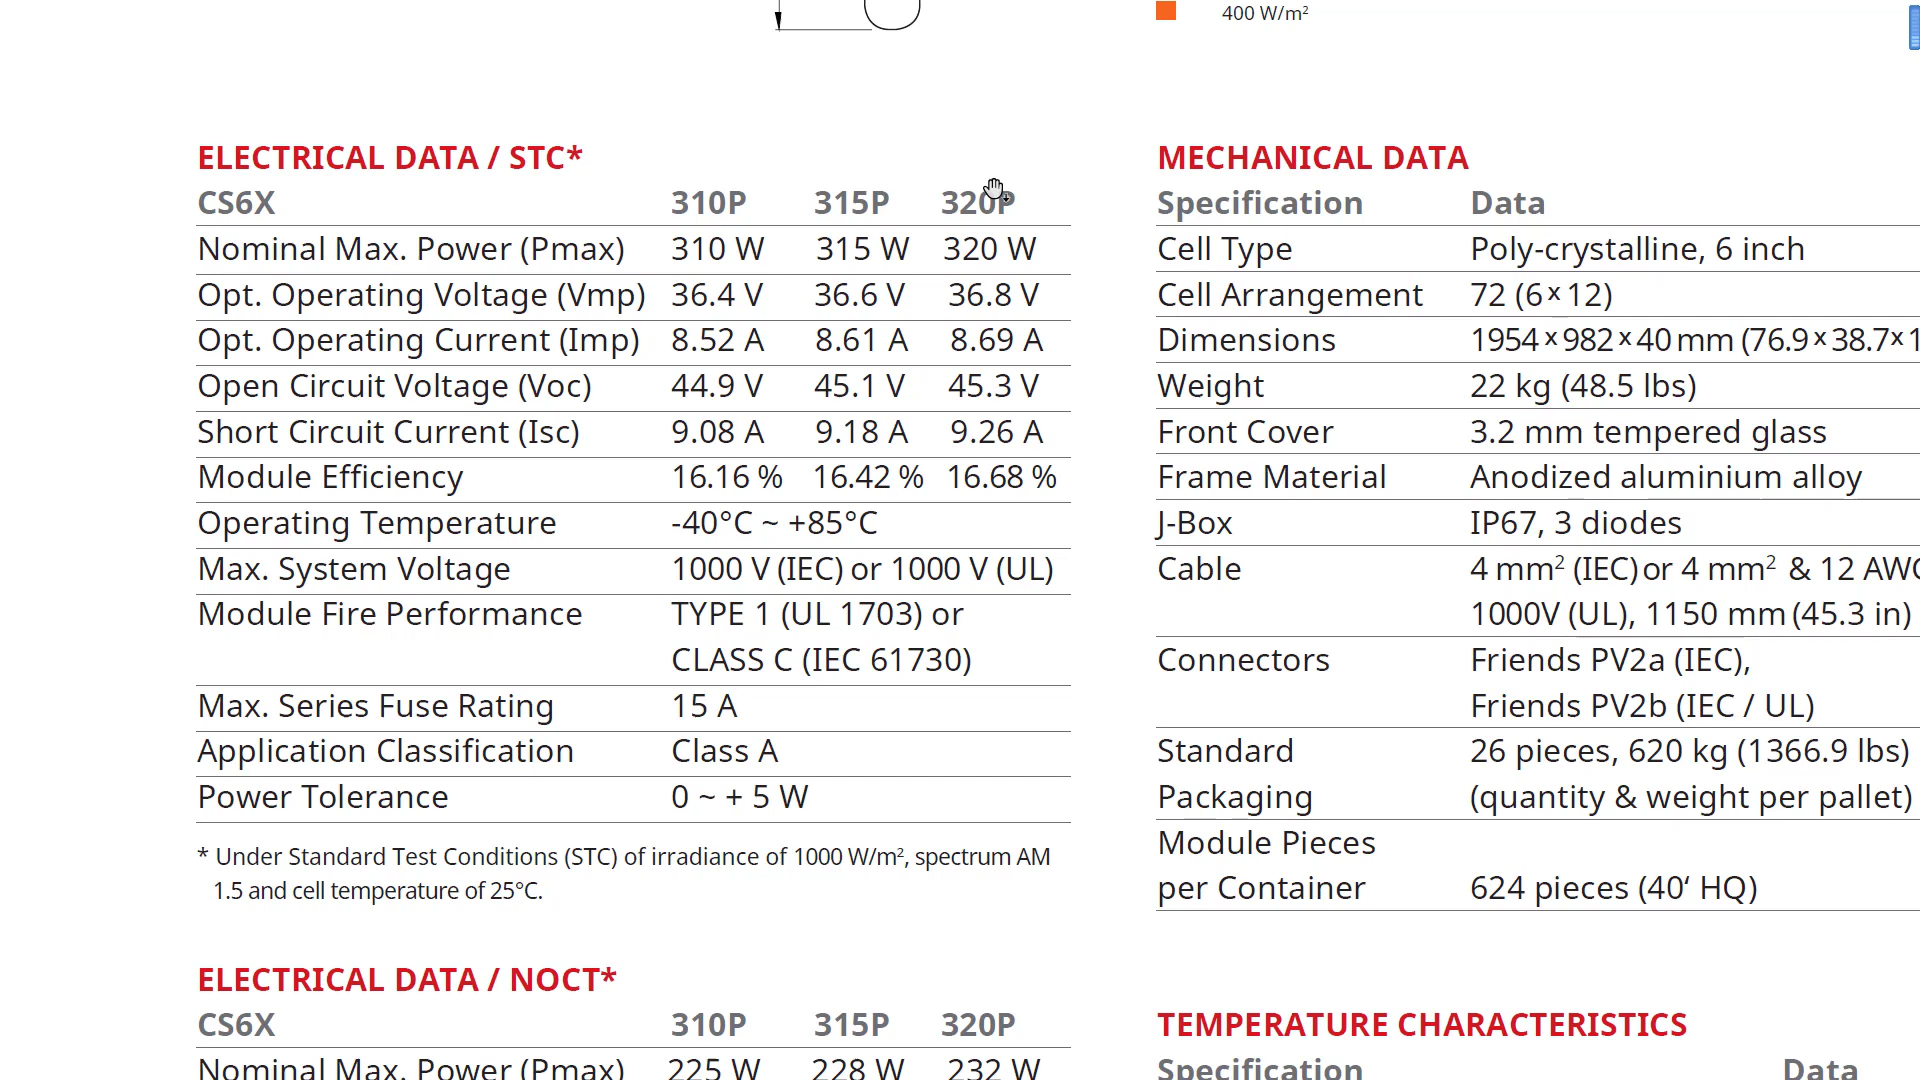 400 W/m²
ELECTRICAL DATA / STC*
CS6X 310P 315P 320P
Nominal Max. Power (Pmax) 310 W 315 W 320 W
Opt. Operating Voltage (Vmp) 36.4 V 36.6 V 36.8 V
Opt. Operating Current (Imp) 8.52 A 8.61 A 8.69 A
Open Circuit Voltage (Voc) 44.9 V 45.1 V 45.3 V
Short Circuit Current (Isc) 9.08 A 9.18 A 9.26 A
Module Efficiency 16.16 % 16.42 % 16.68 %
Operating Temperature -40°C ~ +85°C
Max. System Voltage 1000 V (IEC) or 1000 V (UL)
Module Fire Performance TYPE 1 (UL 1703) or
CLASS C (IEC 61730)
Max. Series Fuse Rating 15 A
Application Classification Class A
Power Tolerance 0 ~ + 5 W
* Under Standard Test Conditions (STC) of irradiance of 1000 W/m², spectrum AM
1.5 and cell temperature of 25°C.
ELECTRICAL DATA / NOCT*
CS6X 310P 315P 320P
Nominal Max. Power (Pmax) 225 W 228 W 232 W
MECHANICAL DATA
Specification Data
Cell Type Poly-crystalline, 6 inch
Cell Arrangement 72 (6 x 12)
Dimensions 1954 x 982 x 40 mm (76.9 x 38.7 x 1
Weight 22 kg (48.5 lbs)
Front Cover 3.2 mm tempered glass
Frame Material Anodized aluminium alloy
J-Box IP67, 3 diodes
Cable 4 mm² (IEC) or 4 mm² & 12 AWG
1000V (UL), 1150 mm (45.3 in)
Connectors Friends PV2a (IEC),
Friends PV2b (IEC / UL)
Standard 26 pieces, 620 kg (1366.9 lbs)
Packaging (quantity & weight per pallet)
Module Pieces
per Container 624 pieces (40‘ HQ)
TEMPERATURE CHARACTERISTICS
Specification Data